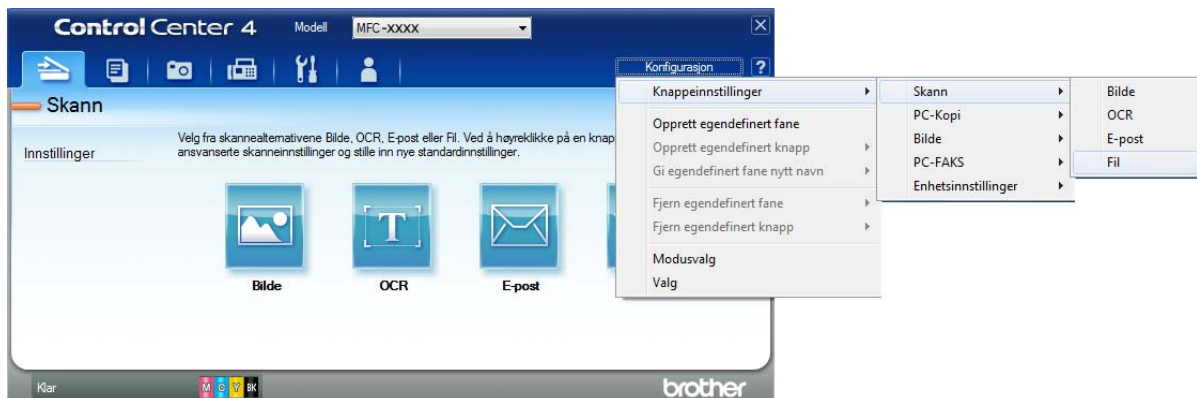 Control Center 4
Modell
MFC-XXXX
Konfigurasjon
?
Skann
Innstillinger
Velg fra skannealternativene Bilde, OCR, E-post eller Fil. Ved å høyreklikke på en knap
ansvanserte skanneinnstillinger og stille inn nye standardinnstillinger.
T
Bilde
OCR
E-post
Knappeinnstillinger
Opprett egendefinert fane
Opprett egendefinert knapp
Gi egendefinert fane nytt navn
Fjern egendefinert fane
Fjern egendefinert knapp
Modusvalg
Valg
Skann
PC-Kopi
Bilde
PC-FAKS
Enhetsinnstillinger
Bilde
OCR
E-post
Fil
Klar
M C Y BK
brother